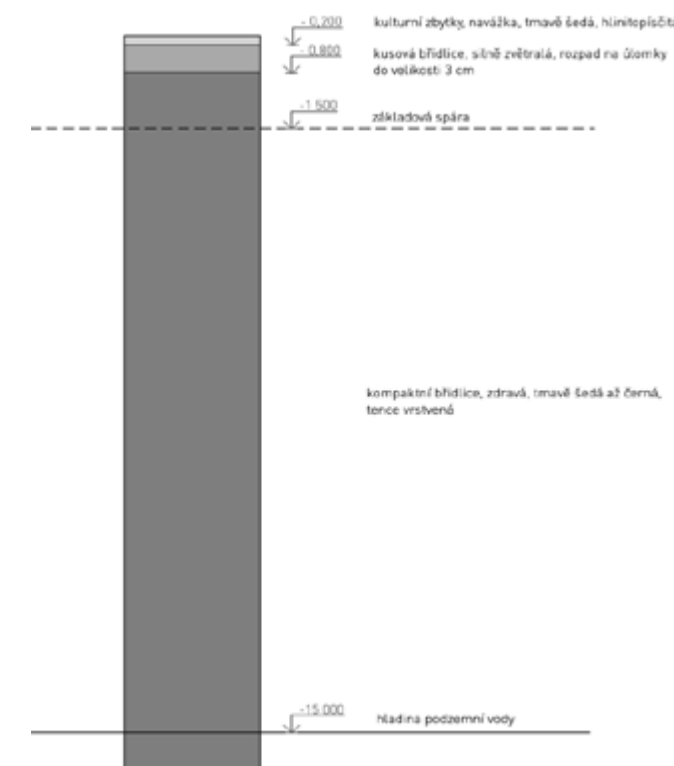 - 0,200
kulturní zbytky, navážka, tmavě šedá, hlinitopísčit
- 0,800
kusová břidlice, silně zvětralá, rozpad na úlomky
do velikosti 3 cm
-1,500
základová spára
kompaktní břidlice, zdravá, tmavě šedá až černá,
tence vrstvená
-15,000
hladina podzemní vody